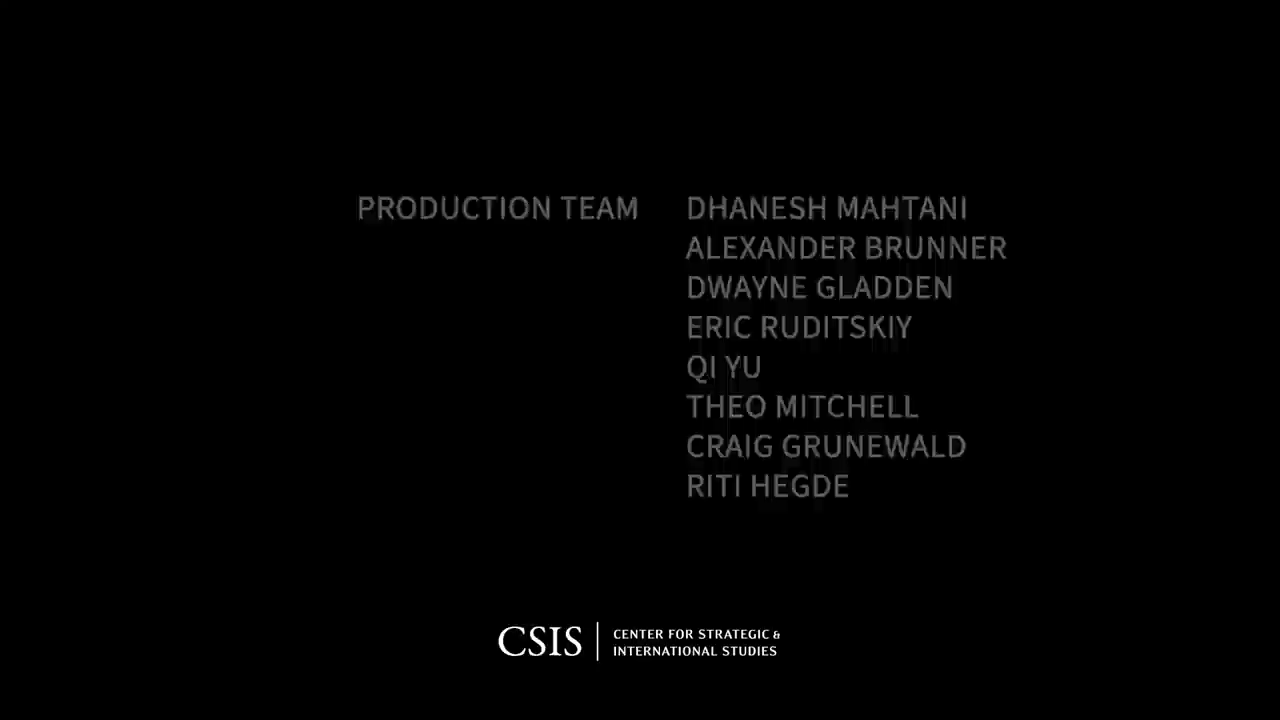 PRODUCTION TEAM DHANESH MAHTANI
ALEXANDER BRUNNER
DWAYNE GLADDEN
ERIC RUDITSKIY
QI YU
THEO MITCHELL
CRAIG GRUNEWALD
RITI HEGDE
CSIS
CENTER FOR STRATEGIC &
INTERNATIONAL STUDIES